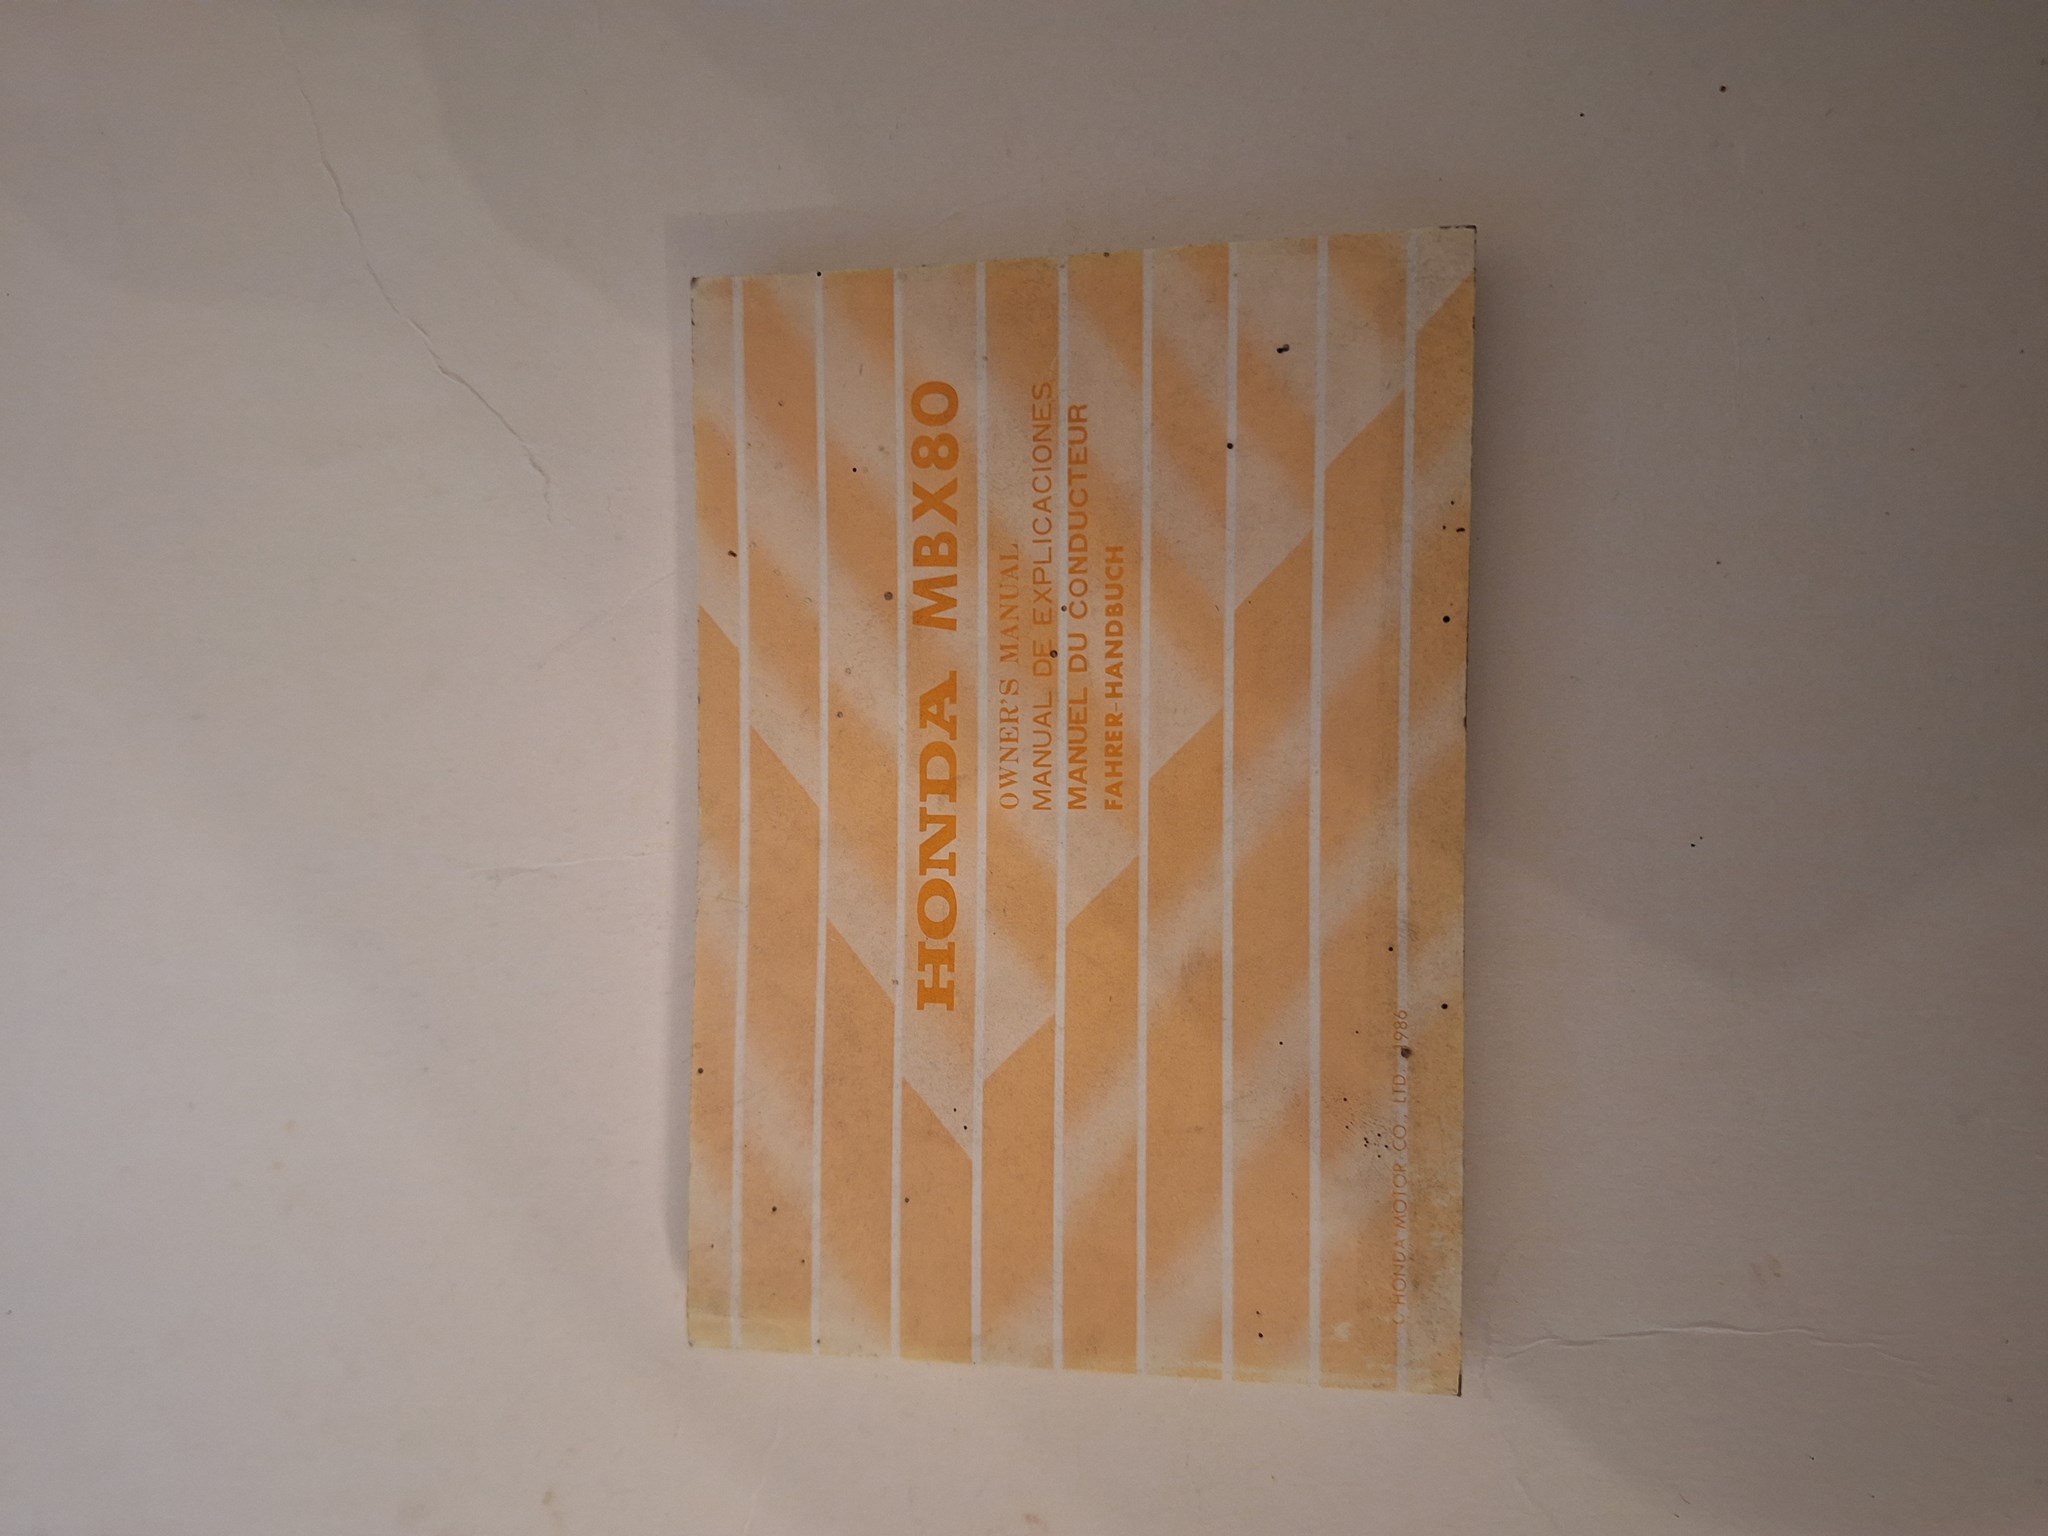 HONDA MBX80
OWNER'S MANUAL
MANUAL DE EXPLICACIONES
MANUEL DU CONDUCTEUR
FAHRER-HANDBUCH
© HONDA MOTOR CO., LTD. 1986